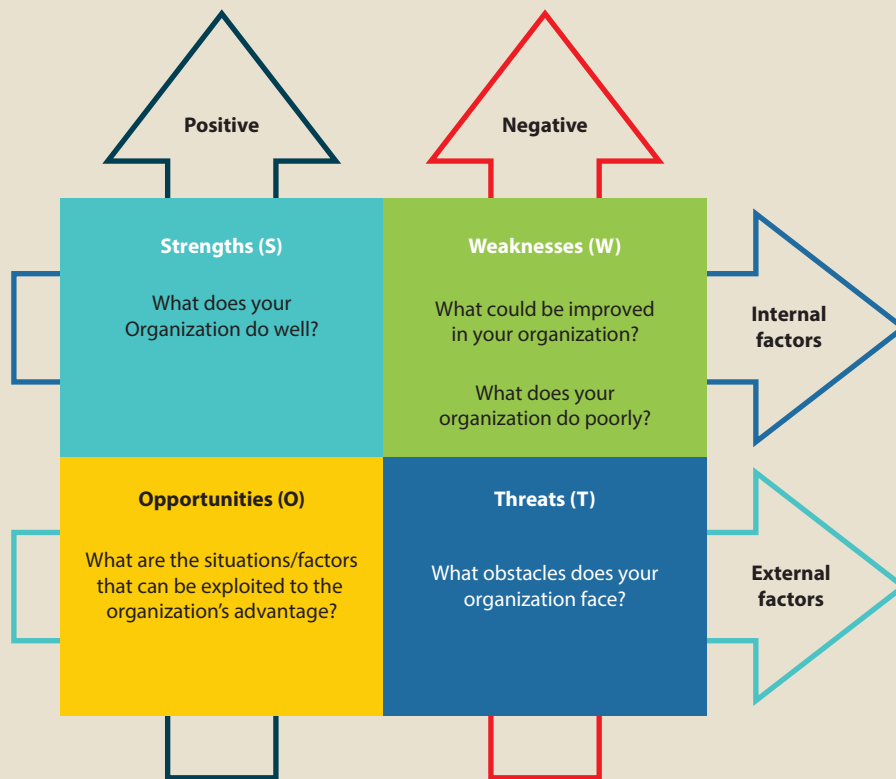 Positive
Negative
Strengths (S)
What does your
Organization do well?
Weaknesses (W)
What could be improved
in your organization?
What does your
organization do poorly?
Internal
factors
Opportunities (O)
What are the situations/factors
that can be exploited to the
organization’s advantage?
Threats (T)
What obstacles does your
organization face?
External
factors